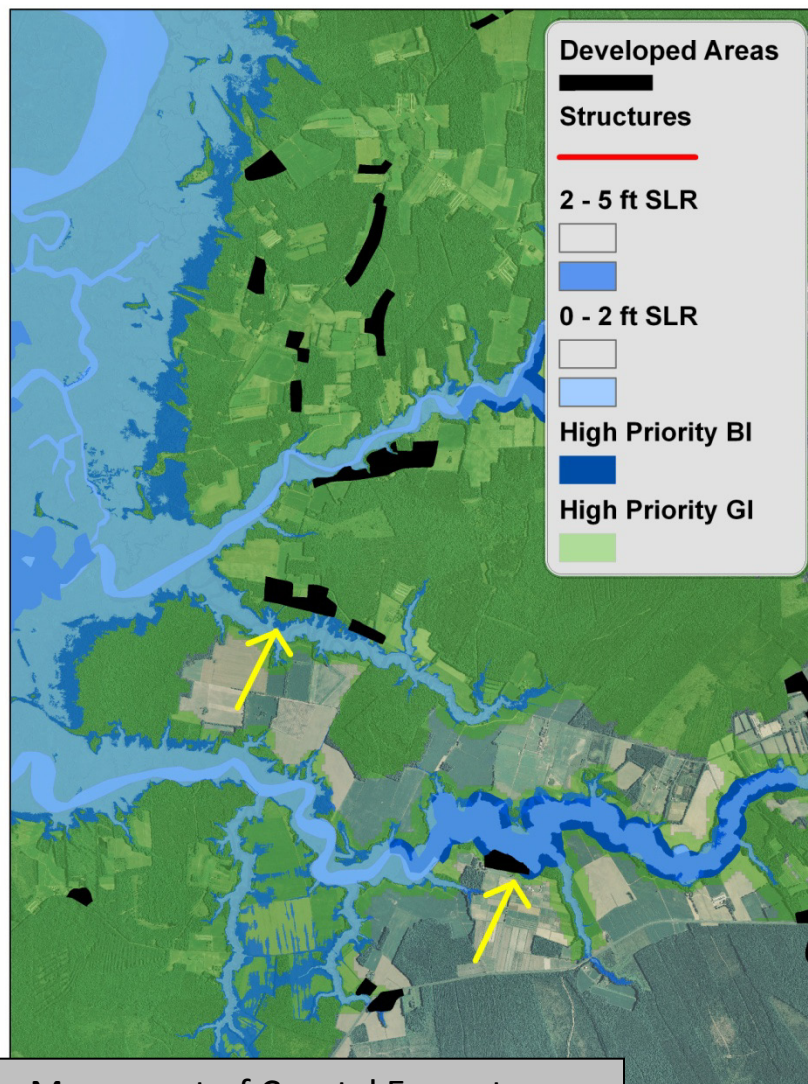 Developed Areas
Structures
2 - 5 ft SLR
0 - 2 ft SLR
High Priority BI
High Priority GI